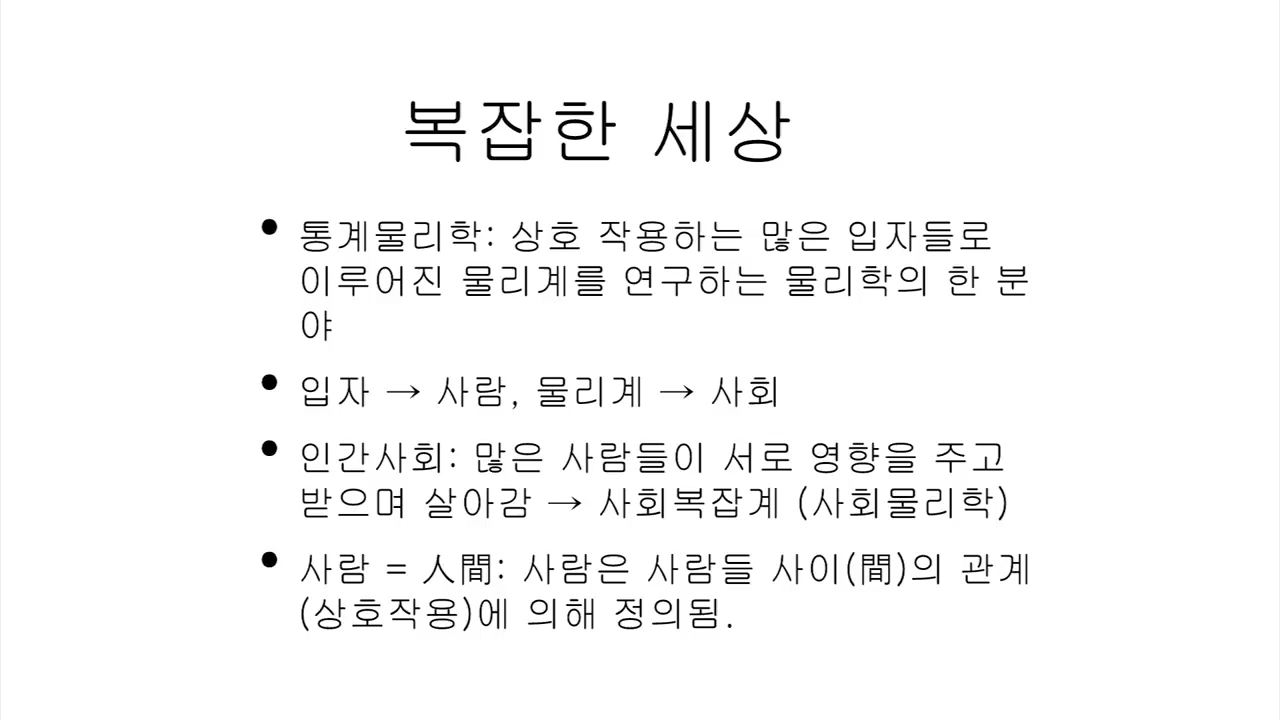 복잡한 세상
• 통계물리학: 상호 작용하는 많은 입자들로
이루어진 물리계를 연구하는 물리학의 한 분
야
• 입자 → 사람, 물리계 → 사회
• 인간사회: 많은 사람들이 서로 영향을 주고
받으며 살아감 → 사회복잡계 (사회물리학)
• 사람 = 人間: 사람은 사람들 사이(間)의 관계
(상호작용)에 의해 정의됨.